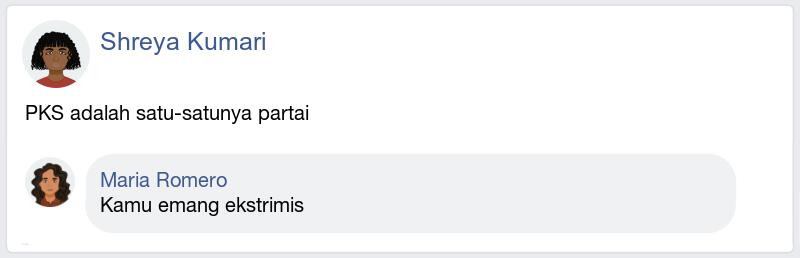 Shreya Kumari
PKS adalah satu-satunya partai
Maria Romero
Kamu emang ekstrimis